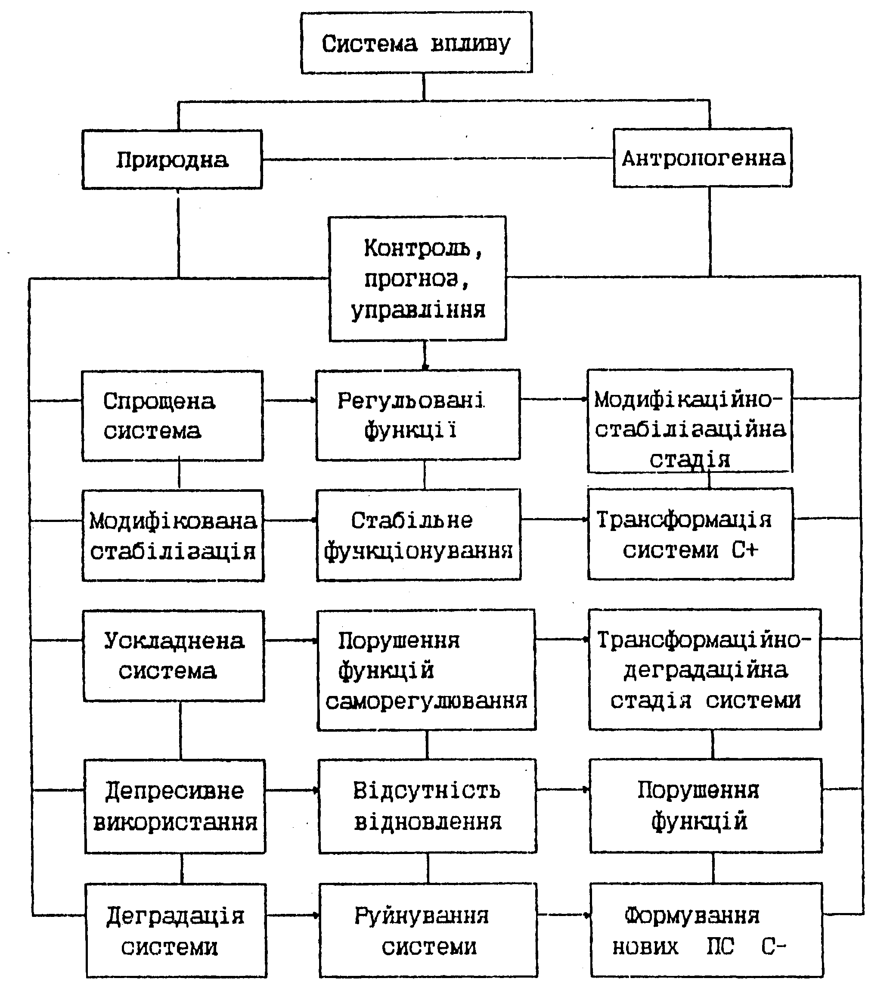 Система впливу
Природна
Антропогенна
Контроль,
прогноз,
управління
Спрощена
система
Регульовані
функції
Модифікаційно-
стабілізаційна
стадія
Модифікована
стабілізація
Стабільне
функціонування
Трансформація
системи С+
Ускладнена
система
Порушення
функцій
саморегулювання
Трансформаційно-
деградаційна
стадія системи
Депресивне
використання
Відсутність
відновлення
Порушення
функцій
Деградація
системи
Руйнування
системи
Формування
нових ПС С-